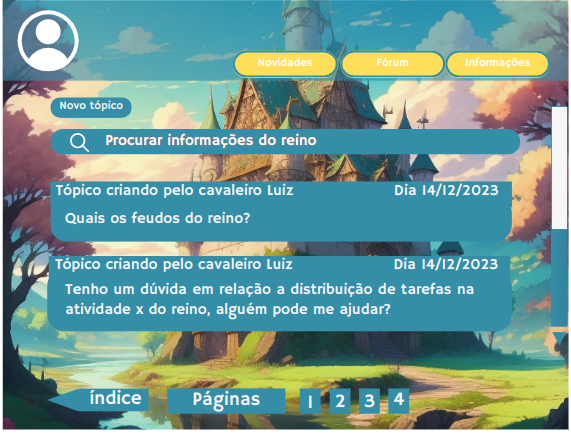 Novidades Fórum Informações
Novo tópico
Procurar informações do reino
Tópico criando pelo cavaleiro Luiz Dia 14/12/2023
Quais os feudos do reino?
Tópico criando pelo cavaleiro Luiz Dia 14/12/2023
Tenho um dúvida em relação a distribuição de tarefas na
atividade x do reino, alguém pode me ajudar?
índice Páginas 1 2 3 4